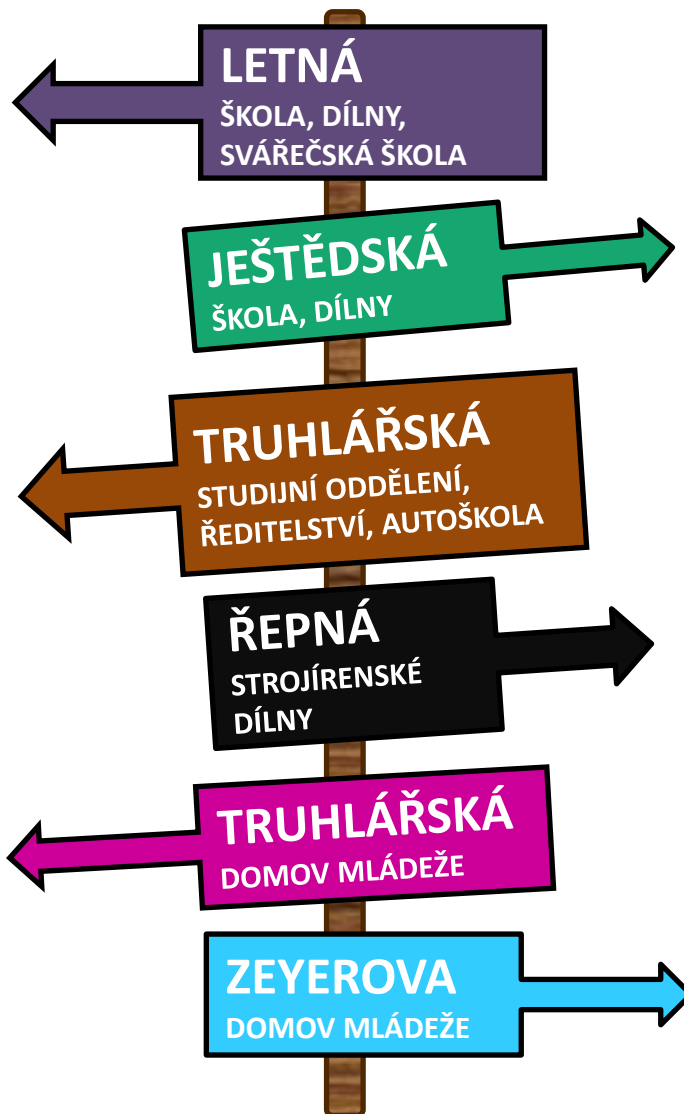 LETNÁ
ŠKOLA, DÍLNY,
SVÁŘEČSKÁ ŠKOLA
JEŠTĚDSKÁ
ŠKOLA, DÍLNY
TRUHLÁŘSKÁ
STUDIJNÍ ODDĚLENÍ,
ŘEDITELSTVÍ, AUTOŠKOLA
ŘEPNÁ
STROJÍRENSKÉ
DÍLNY
TRUHLÁŘSKÁ
DOMOV MLÁDEŽE
ZEYEROVA
DOMOV MLÁDEŽE